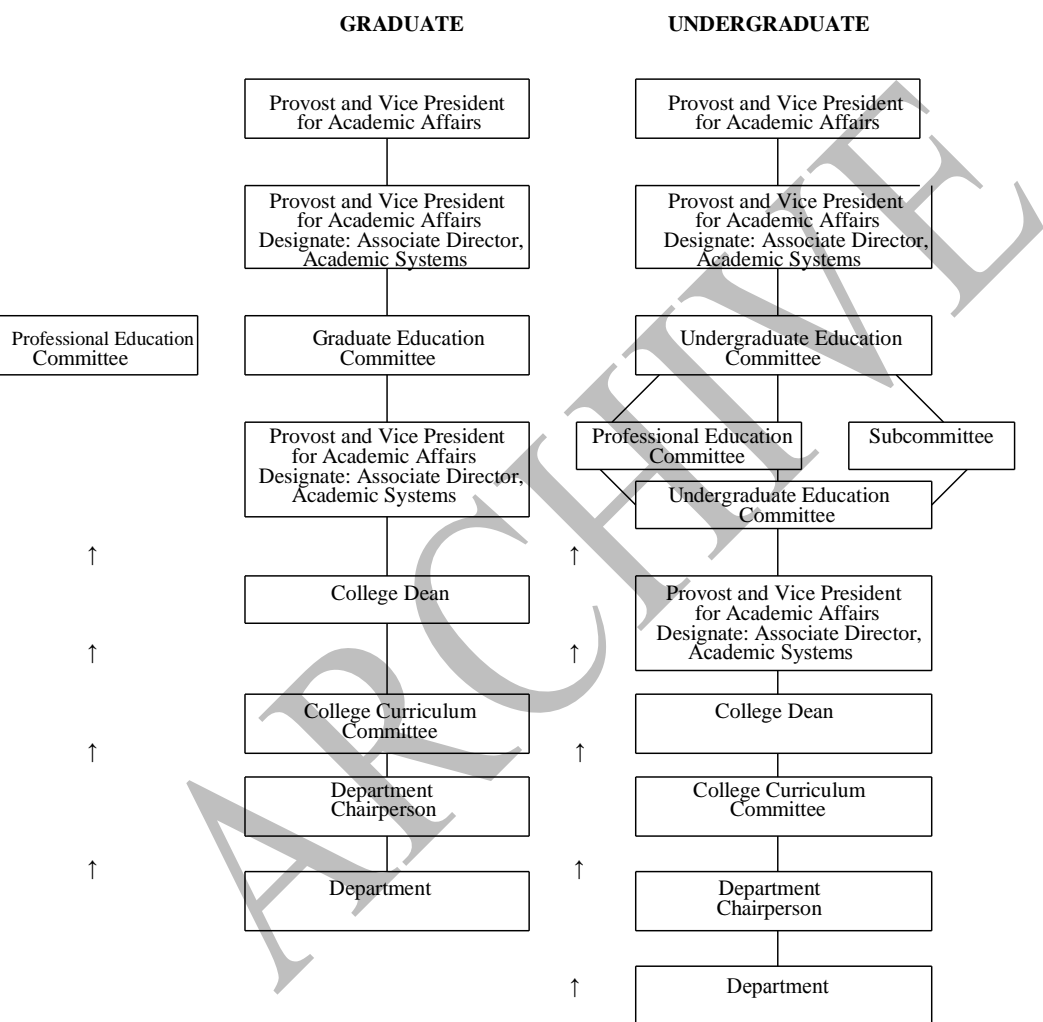 GRADUATE
UNDERGRADUATE
Provost and Vice President
for Academic Affairs
Provost and Vice President
for Academic Affairs
Provost and Vice President
for Academic Affairs
Designate: Associate Director,
Academic Systems
Provost and Vice President
for Academic Affairs
Designate: Associate Director,
Academic Systems
Professional Education
Committee
Graduate Education
Committee
Undergraduate Education
Committee
Provost and Vice President
for Academic Affairs
Designate: Associate Director,
Academic Systems
Professional Education
Committee
Subcommittee
Undergraduate Education
Committee
↑
↑
College Dean
Provost and Vice President
for Academic Affairs
Designate: Associate Director,
Academic Systems
↑
↑
College Curriculum
Committee
College Dean
↑
↑
Department
Chairperson
College Curriculum
Committee
↑
↑
Department
Department
Chairperson
↑
Department
ARCHIVE